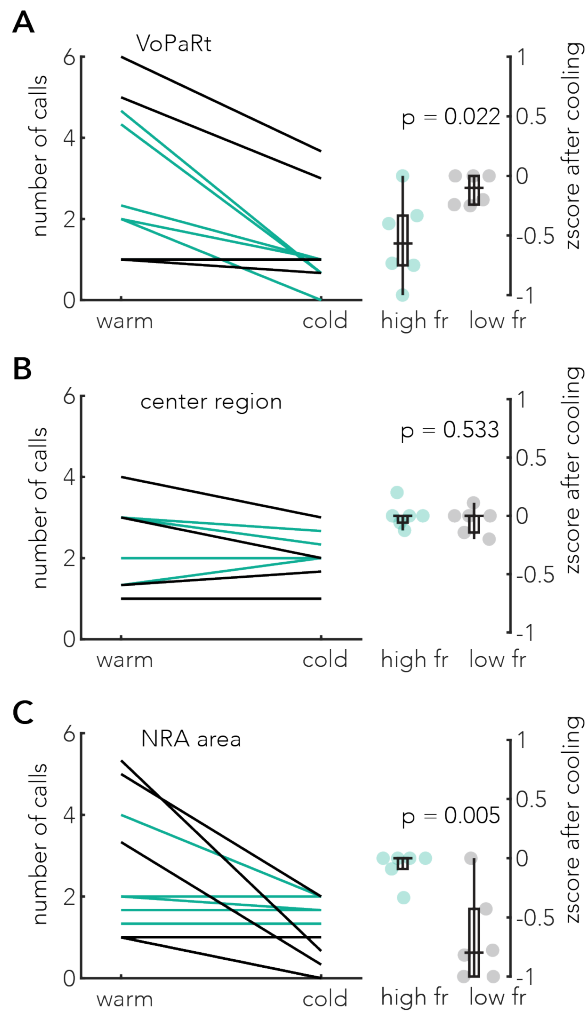 A
VoPaRt
number of calls
6
4
2
0
warm
cold
p = 0.022
high fr
low fr
1
0.5
0
-0.5
-1
zscore after cooling
B
center region
number of calls
6
4
2
0
warm
cold
p = 0.533
high fr
low fr
1
0.5
0
-0.5
-1
zscore after cooling
C
NRA area
number of calls
6
4
2
0
warm
cold
p = 0.005
high fr
low fr
1
0.5
0
-0.5
-1
zscore after cooling